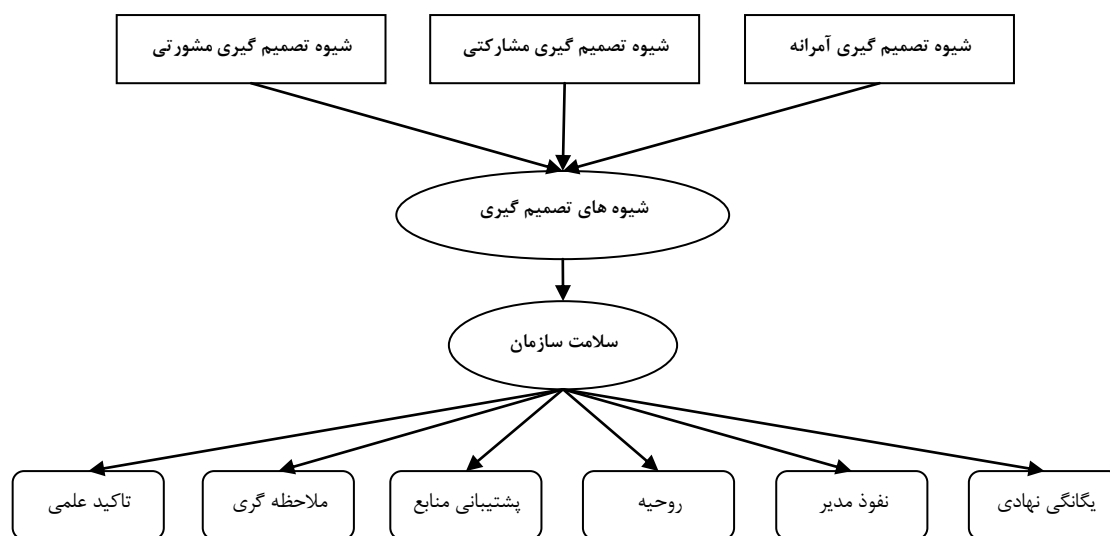 شیوه تصمیم گیری آمرانه
شیوه تصمیم گیری مشارکتی
شیوه تصمیم گیری مشورتی
شیوه های تصمیم گیری
سلامت سازمان
یگانگی نهادی
نفوذ مدیر
روحیه
پشتیبانی منابع
ملاحظه گری
تاکید علمی